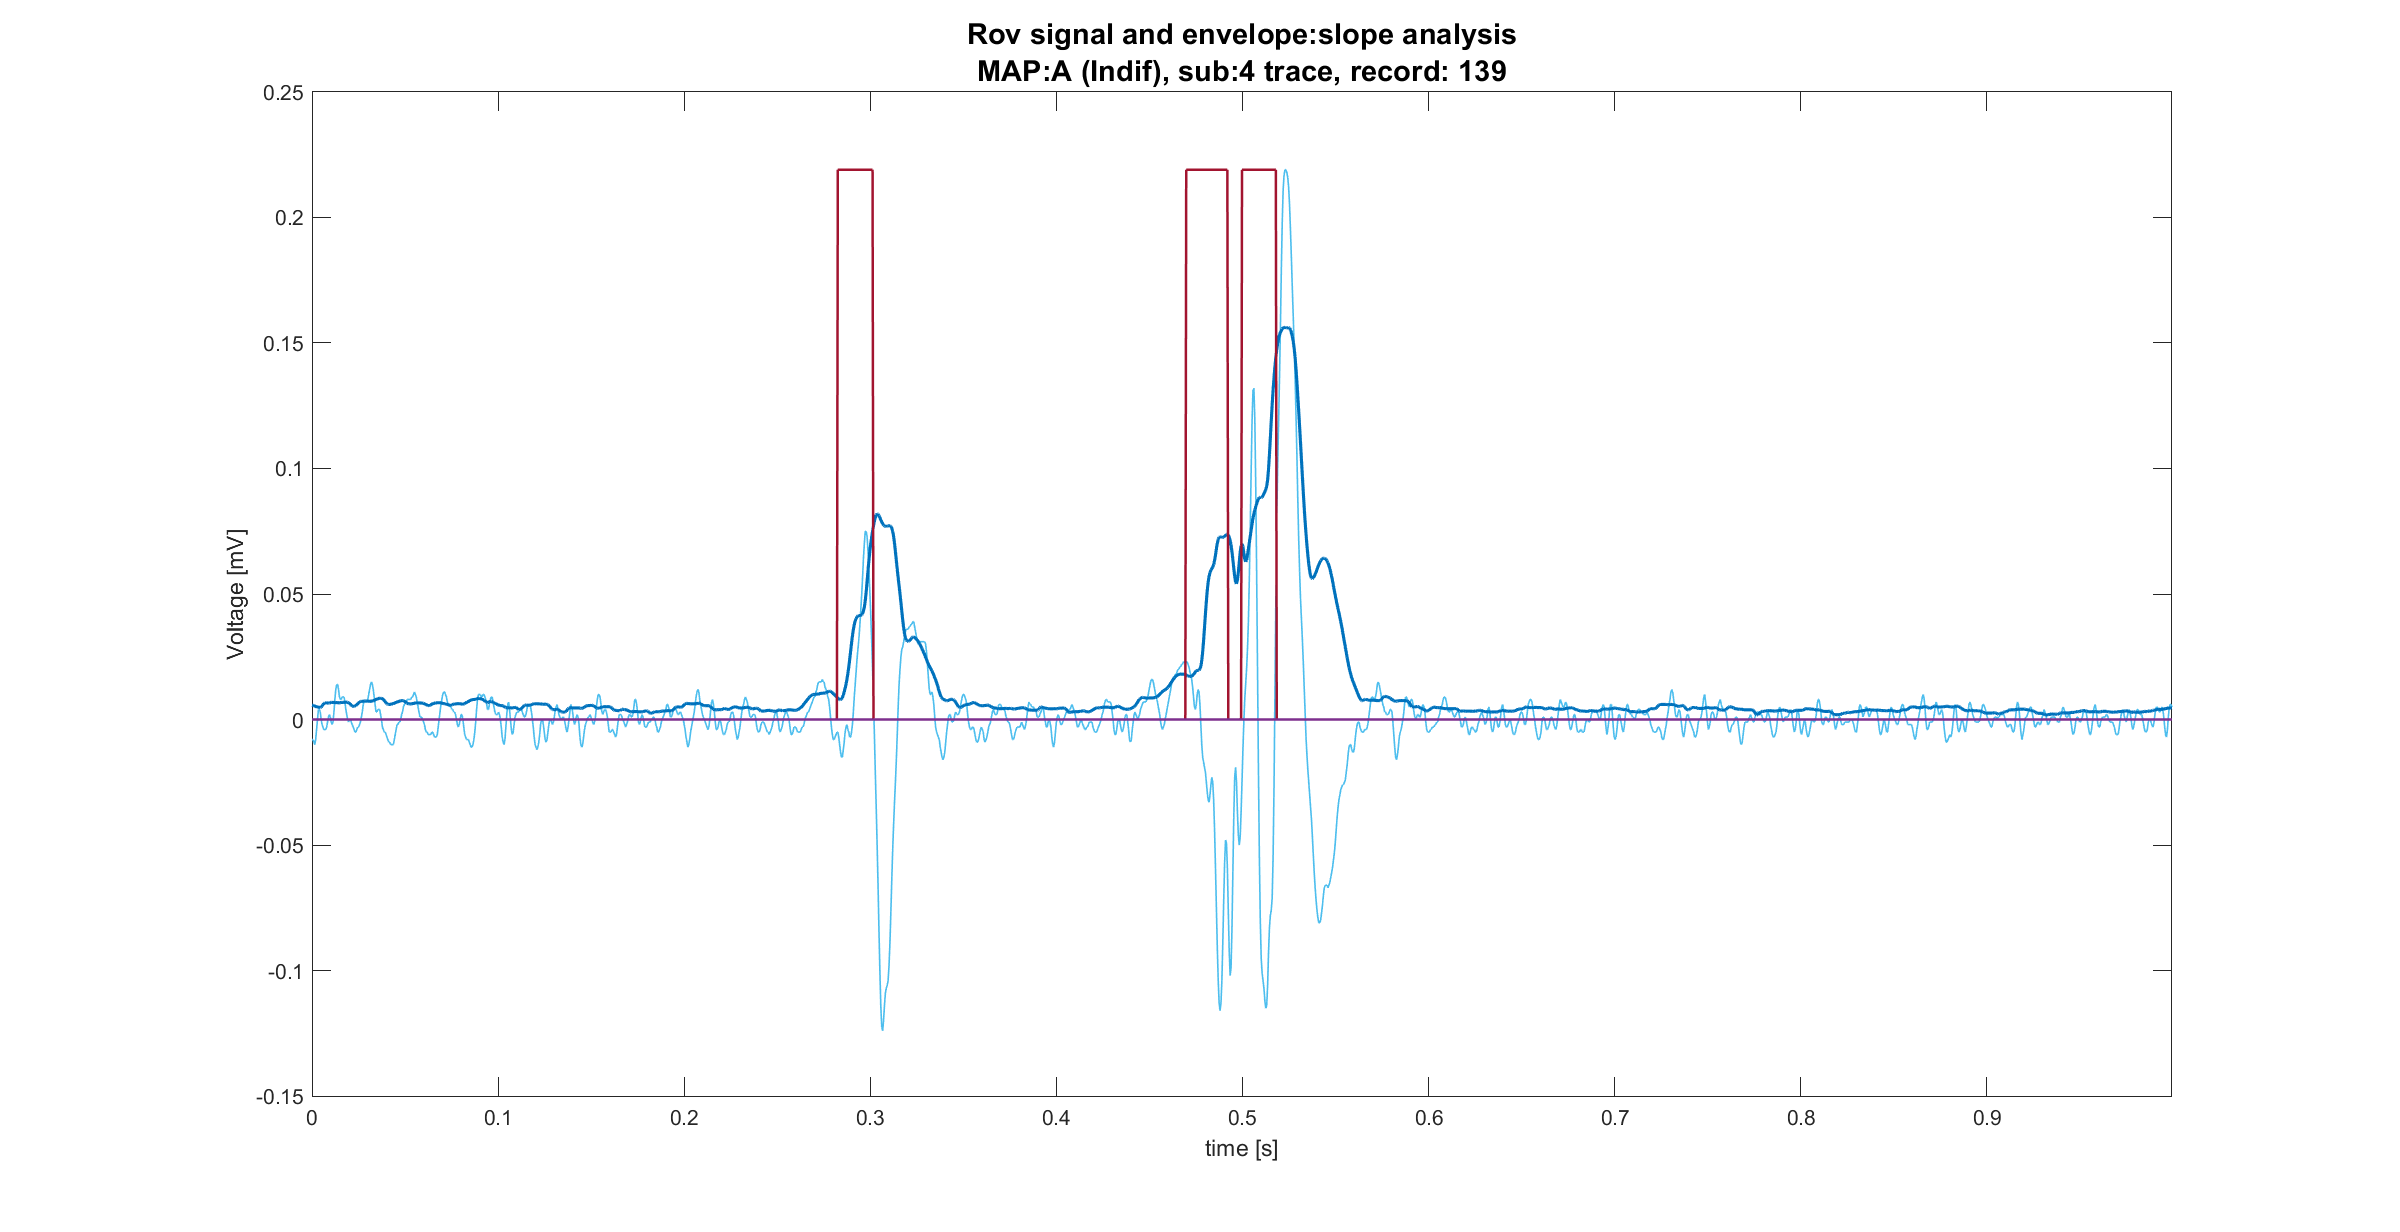 Rov signal and envelope:slope analysis
MAP:A (Indif), sub:4 trace, record: 139
0.25
0.2
0.15
0.1
0.05
0
-0.05
-0.1
-0.15
Voltage [mV]
0 0.1 0.2 0.3 0.4 0.5 0.6 0.7 0.8 0.9
time [s]